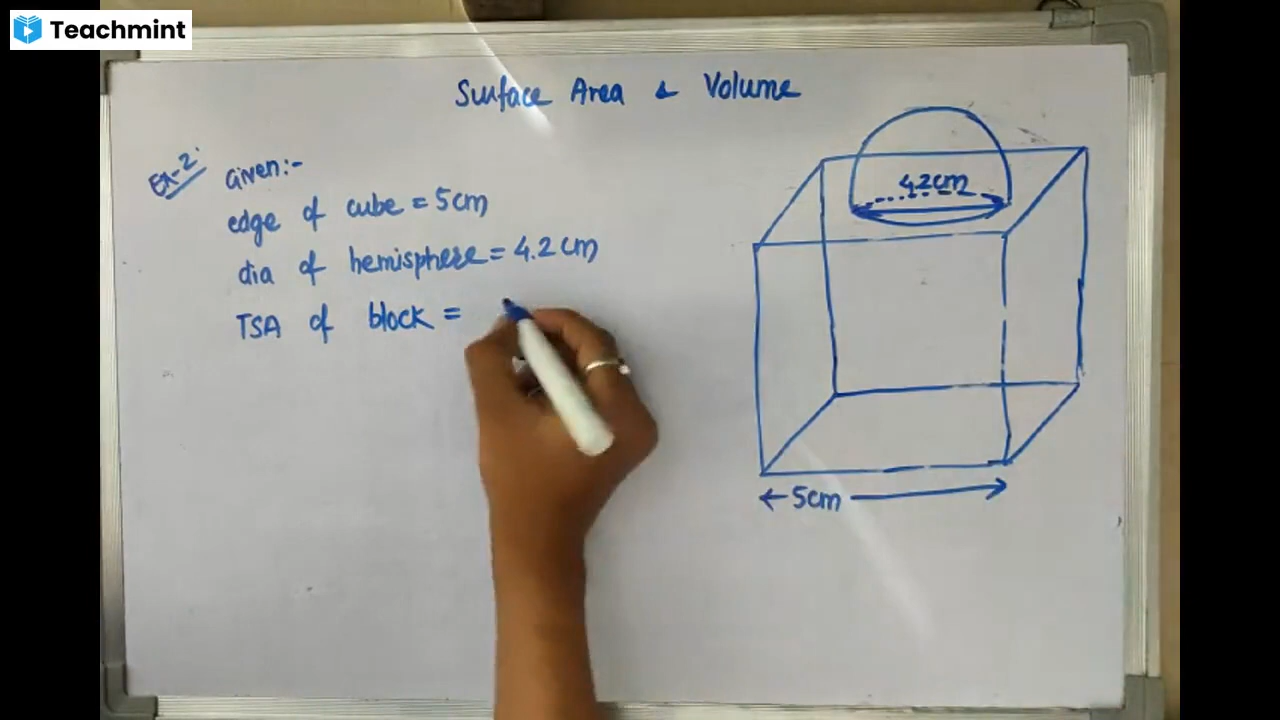 Teachmint
Surface Area & Volume
Ex-2:
Given:-
edge of cube = 5cm
dia of hemisphere = 4.2 cm
TSA of block =
4.2cm
5cm